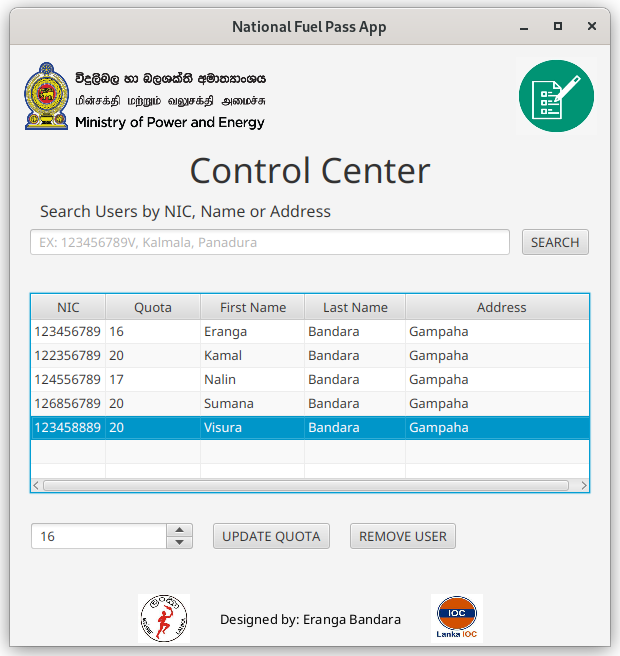 National Fuel Pass App
විදුලිබල හා බලශක්ති අමාත්‍යාංශය
மின்சக்தி மற்றும் வலுசக்தி அமைச்சு
Ministry of Power and Energy
Control Center
Search Users by NIC, Name or Address
EX: 123456789V, Kalmala, Panadura SEARCH
NIC Quota First Name Last Name Address
123456789 16 Eranga Bandara Gampaha
122356789 20 Kamal Bandara Gampaha
124556789 17 Nalin Bandara Gampaha
126856789 20 Sumana Bandara Gampaha
123458889 20 Visura Bandara Gampaha
16 UPDATE QUOTA REMOVE USER
Designed by: Eranga Bandara
IOC
Lanka IOC